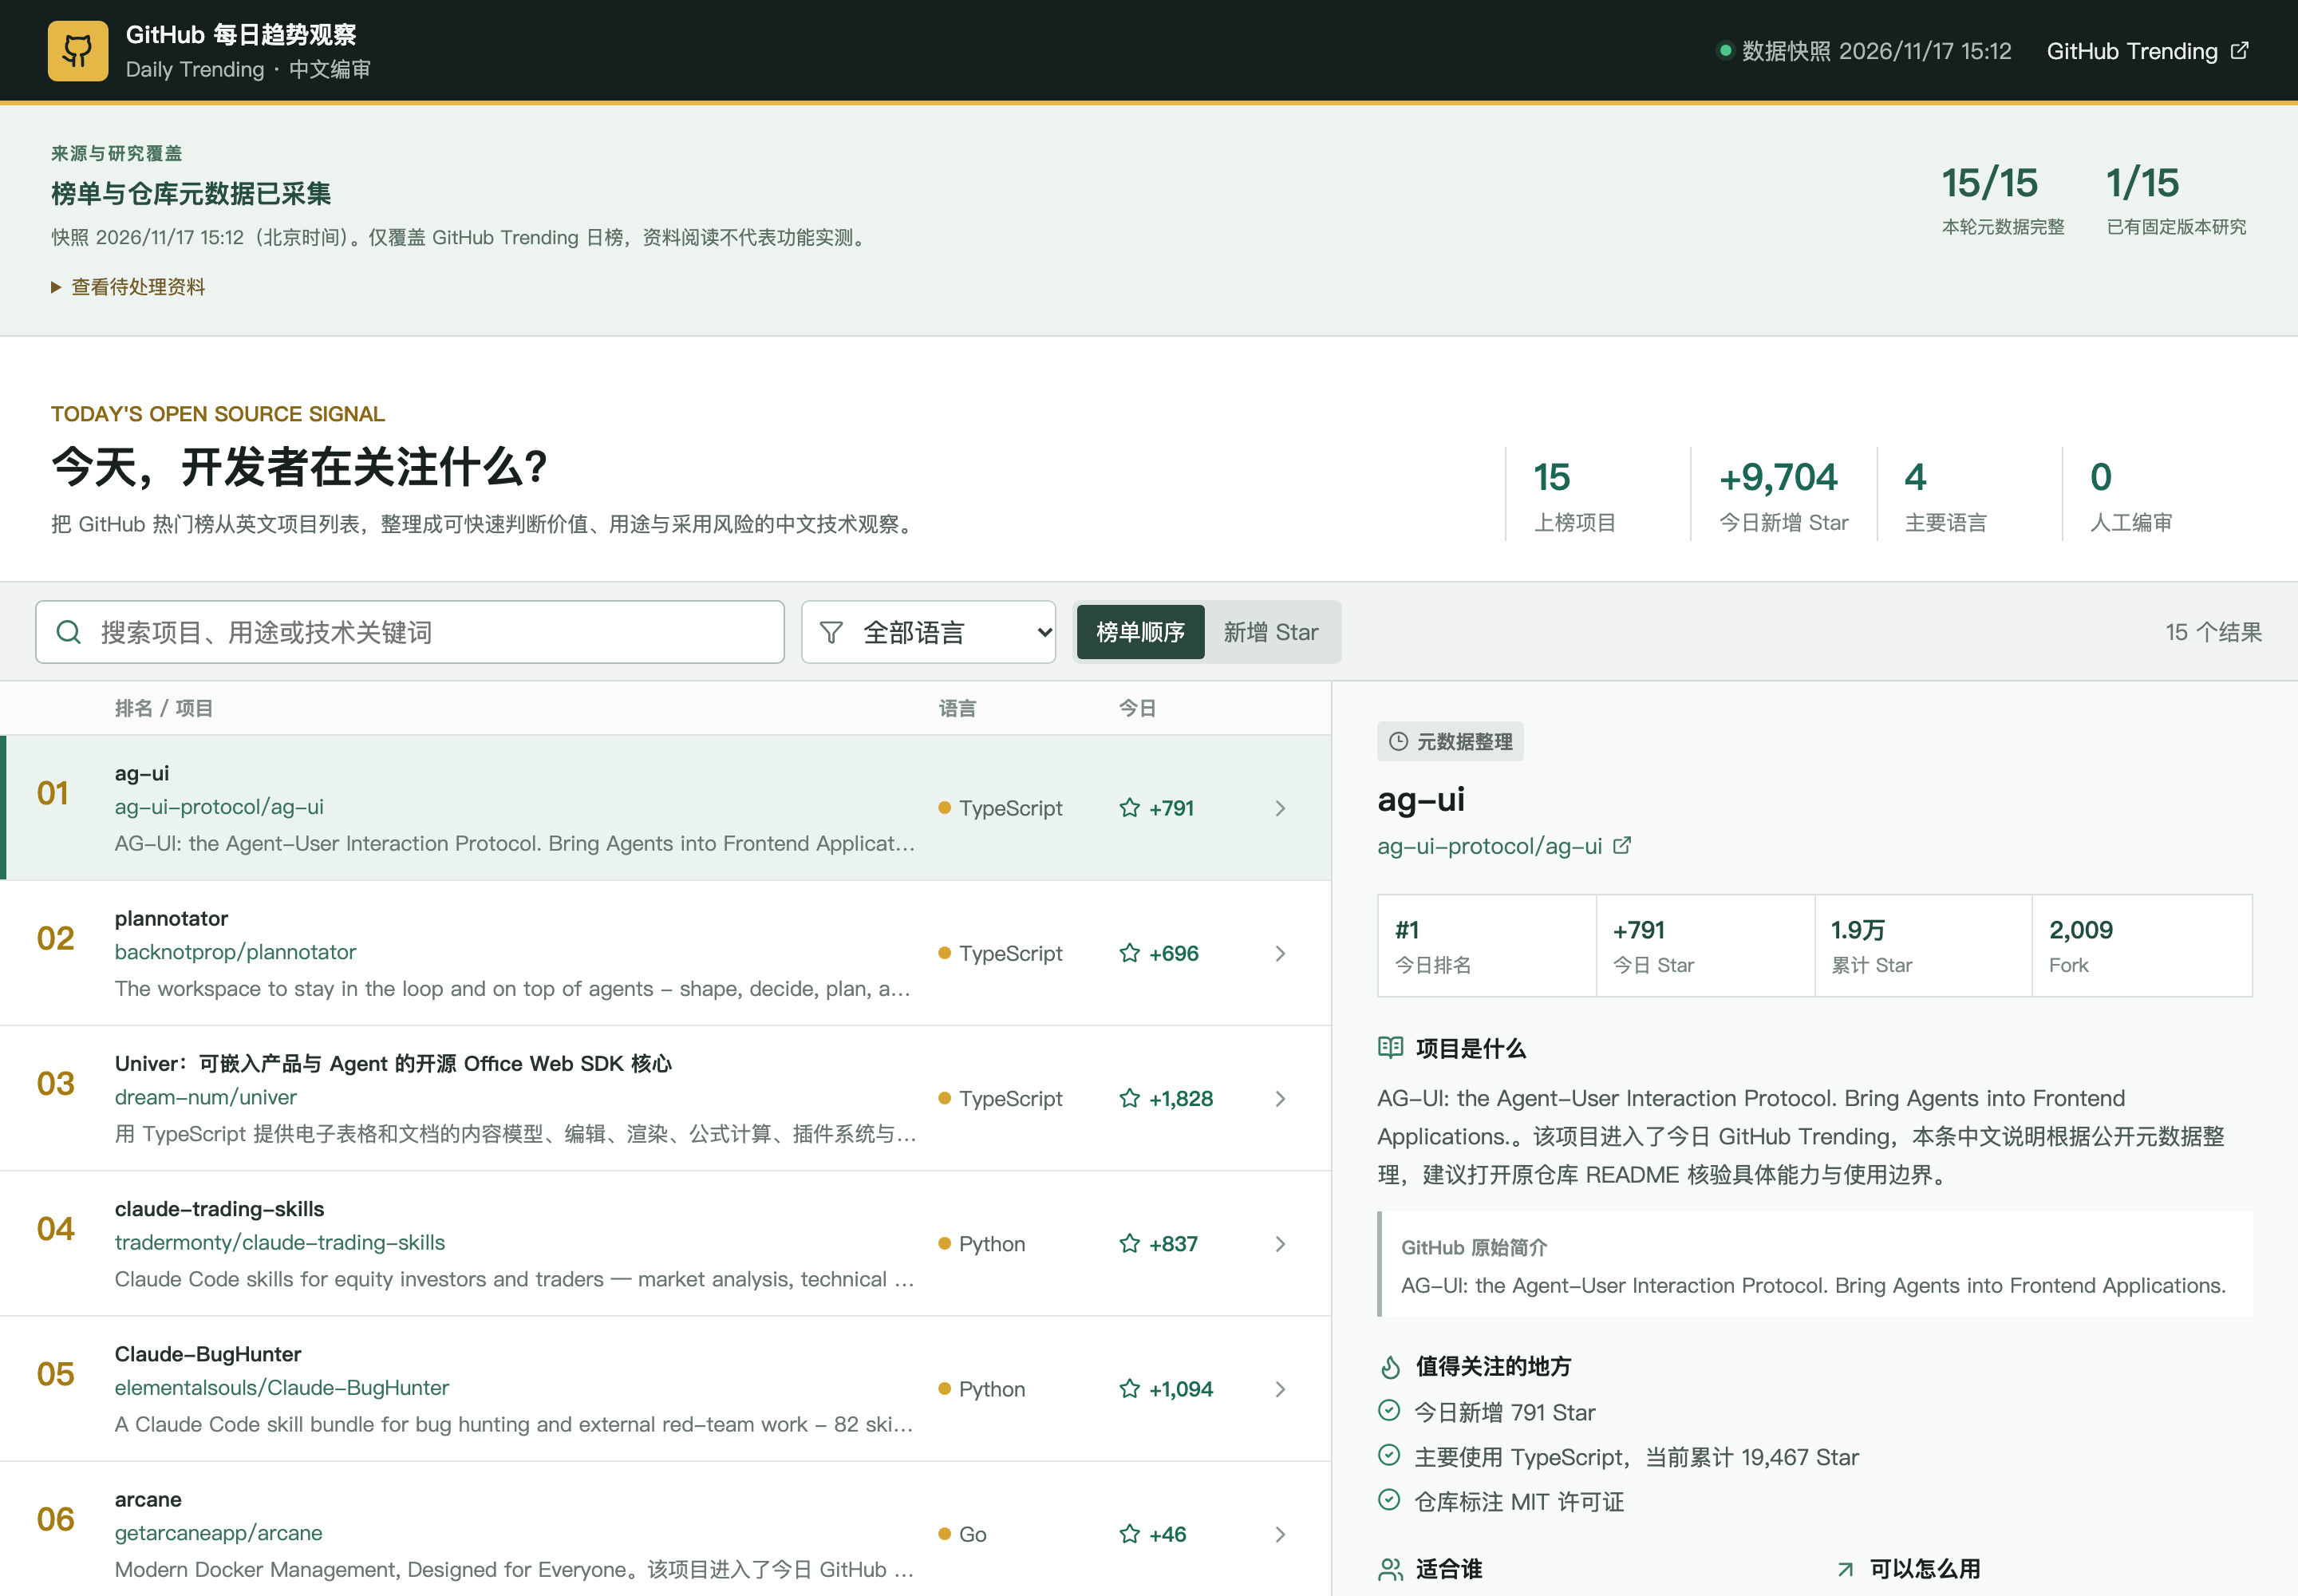 GitHub 每日趋势观察
Daily Trending · 中文编审
数据快照 2026/11/17 15:12
GitHub Trending
来源与研究覆盖
榜单与仓库元数据已采集
快照 2026/11/17 15:12（北京时间）。仅覆盖 GitHub Trending 日榜，资料阅读不代表功能实测。
查看待处理资料
15/15
本轮元数据完整
1/15
已有固定版本研究
TODAY'S OPEN SOURCE SIGNAL
今天，开发者在关注什么？
把 GitHub 热门榜从英文项目列表，整理成可快速判断价值、用途与采用风险的中文技术观察。
15
上榜项目
+9,704
今日新增 Star
4
主要语言
0
人工编审
搜索项目、用途或技术关键词
全部语言
榜单顺序
新增 Star
15 个结果
排名 / 项目
语言
今日
01
ag-ui
ag-ui-protocol/ag-ui
AG-UI: the Agent-User Interaction Protocol. Bring Agents into Frontend Applicat…
TypeScript
+791
02
plannotator
backnotprop/plannotator
The workspace to stay in the loop and on top of agents - shape, decide, plan, a…
TypeScript
+696
03
Univer：可嵌入产品与 Agent 的开源 Office Web SDK 核心
dream-num/univer
用 TypeScript 提供电子表格和文档的内容模型、编辑、渲染、公式计算、插件系统与…
TypeScript
+1,828
04
claude-trading-skills
tradermonty/claude-trading-skills
Claude Code skills for equity investors and traders — market analysis, technical …
Python
+837
05
Claude-BugHunter
elementalsouls/Claude-BugHunter
A Claude Code skill bundle for bug hunting and external red-team work - 82 ski…
Python
+1,094
06
arcane
getarcaneapp/arcane
Modern Docker Management, Designed for Everyone。该项目进入了今日 GitHub …
Go
+46
元数据整理
ag-ui
ag-ui-protocol/ag-ui
#1
今日排名
+791
今日 Star
1.9万
累计 Star
2,009
Fork
项目是什么
AG-UI: the Agent-User Interaction Protocol. Bring Agents into Frontend
Applications.。该项目进入了今日 GitHub Trending，本条中文说明根据公开元数据整
理，建议打开原仓库 README 核验具体能力与使用边界。
GitHub 原始简介
AG-UI: the Agent-User Interaction Protocol. Bring Agents into Frontend Applications.
值得关注的地方
今日新增 791 Star
主要使用 TypeScript，当前累计 19,467 Star
仓库标注 MIT 许可证
适合谁
可以怎么用